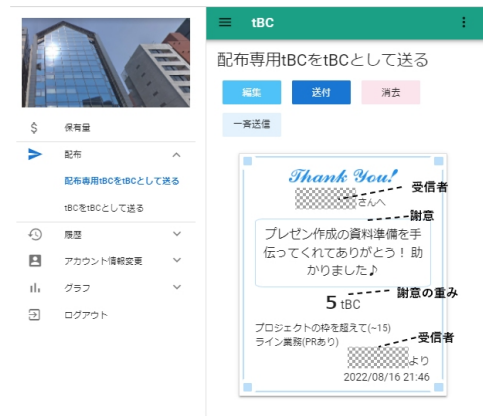 tBC
配布専用tBCをtBCとして送る
編集
送付
消去
一斉送信
保有量
配布
配布専用tBCをtBCとして送る
tBCをtBCとして送る
履歴
アカウント情報変更
グラフ
ログアウト
Thank You!
受信者
さんへ
謝意
プレゼン作成の資料準備を手
伝ってくれてありがとう！ 助
かりました♪
謝意の重み
5 tBC
プロジェクトの枠を超えて(~15)
ライン業務(PRあり)
受信者
より
2022/08/16 21:46